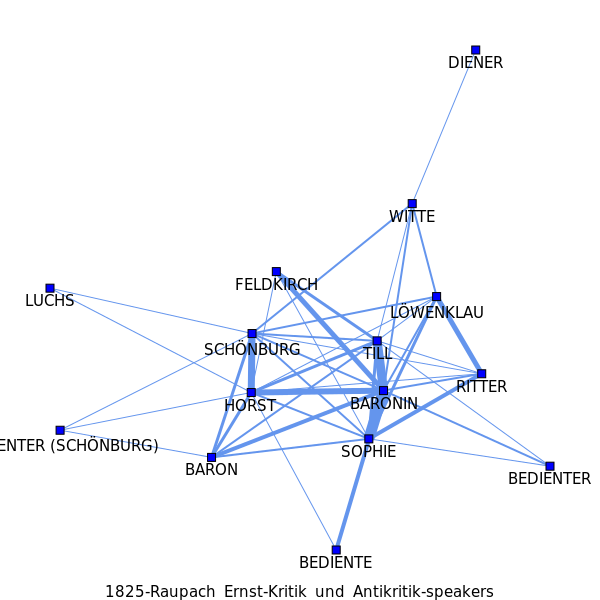 DIENER
WITTE
FELDKIRCH
LUCHS
LÖWENKLAU
SCHÖNBURG
TILL
RITTER
HORST
BARONIN
ENTER (SCHÖNBURG)
SOPHIE
BARON
BEDIENTER
BEDIENTE
1825-Raupach Ernst-Kritik und Antikritik-speakers